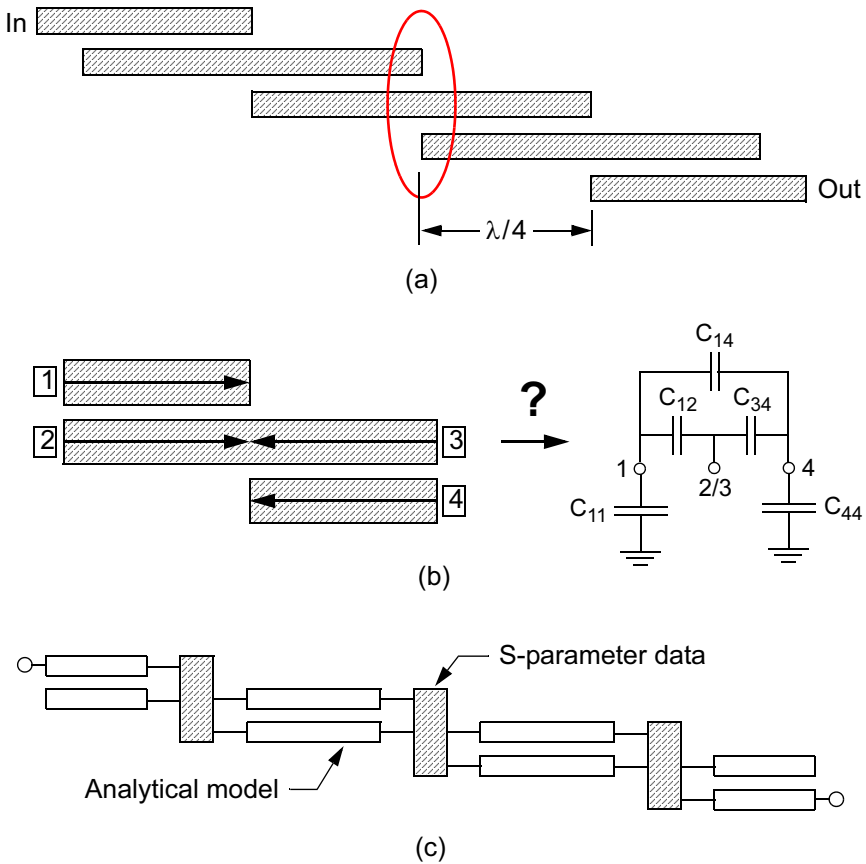 In
λ/4
Out
(a)
1
2
3
4
?
C14
C12
C34
1
2/3
4
C11
C44
(b)
S-parameter data
Analytical model
(c)